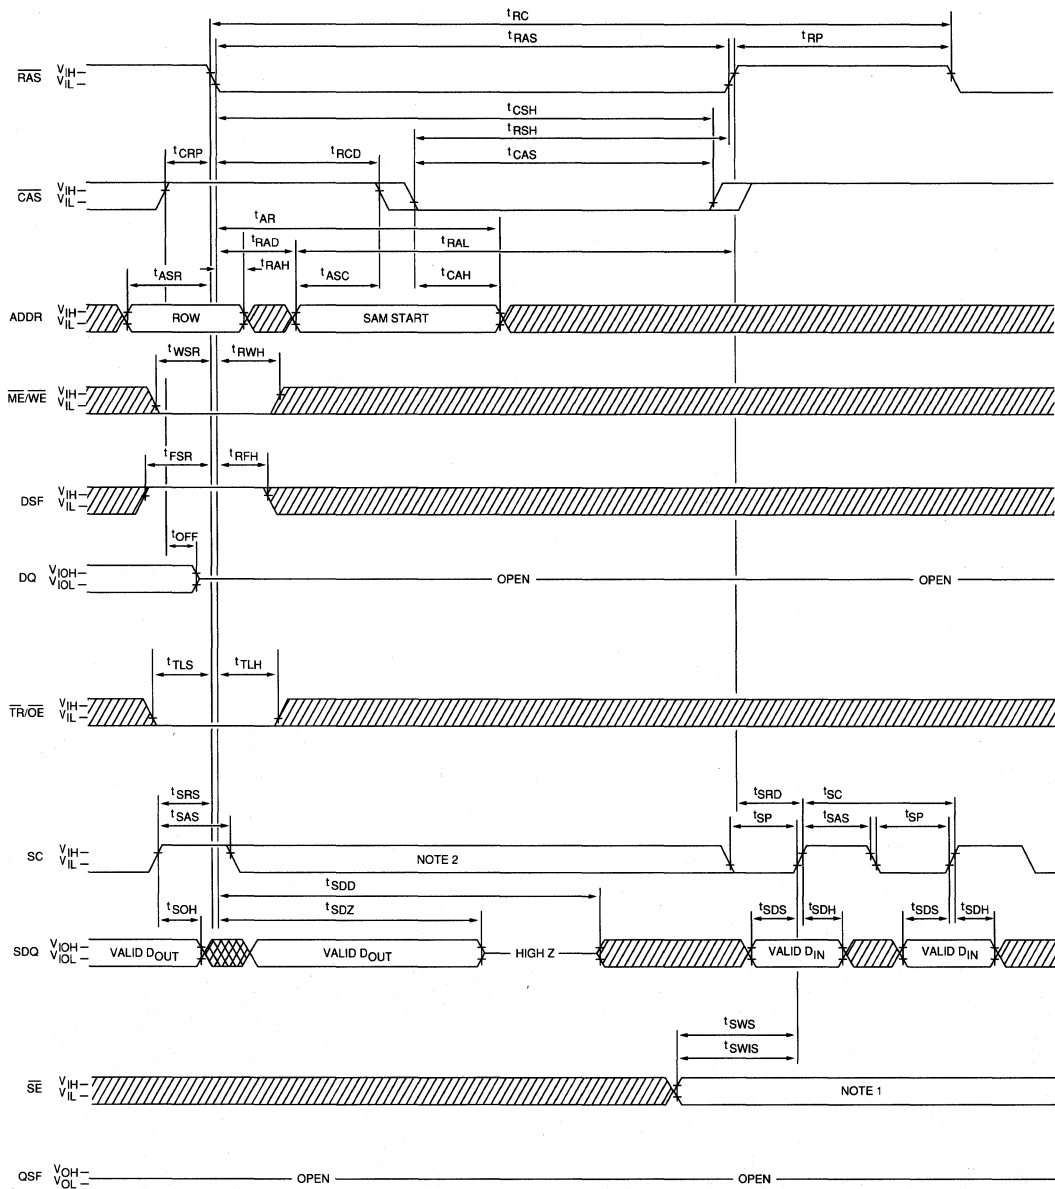 tRC
tRAS
tRP
RAS VIH VIL
tCSH
tRSH
tCRP
tRCD
tCAS
CAS VIH VIL
tAR
tRAD
tRAL
tRAH
tASR
tASC
tCAH
ADDR VIH VIL ROW SAM START
tWSR
tRWH
ME/WE VIH VIL
tFSR
tRFH
DSF VIH VIL
tOFF
DQ VIOH VIOL OPEN OPEN
tTLS
tTLH
TR/OE VIH VIL
tSRS
tSRD
tSC
tSAS
tSP
tSAS
tSP
SC VIH VIL NOTE 2
tSDD
tSOH
tSDZ
tSDS
tSDH
tSDS
tSDH
SDQ VIOH VIOL VALID DOUT VALID DOUT HIGH Z VALID DIN VALID DIN
tSWS
tSWIS
SE VIH VIL NOTE 1
QSF VOH VOL OPEN OPEN